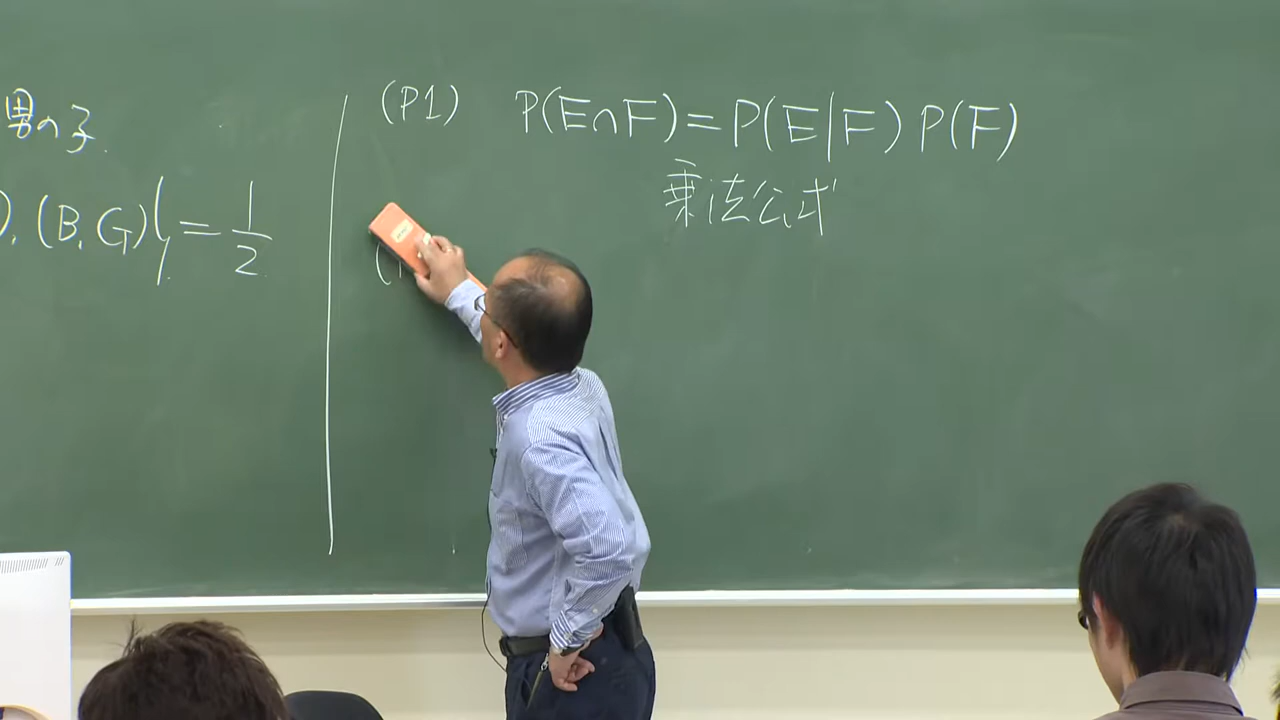 男の子.
). (B.G)} = 1/2
(P1) P(E∩F)=P(E|F)P(F)
乗法公式
(